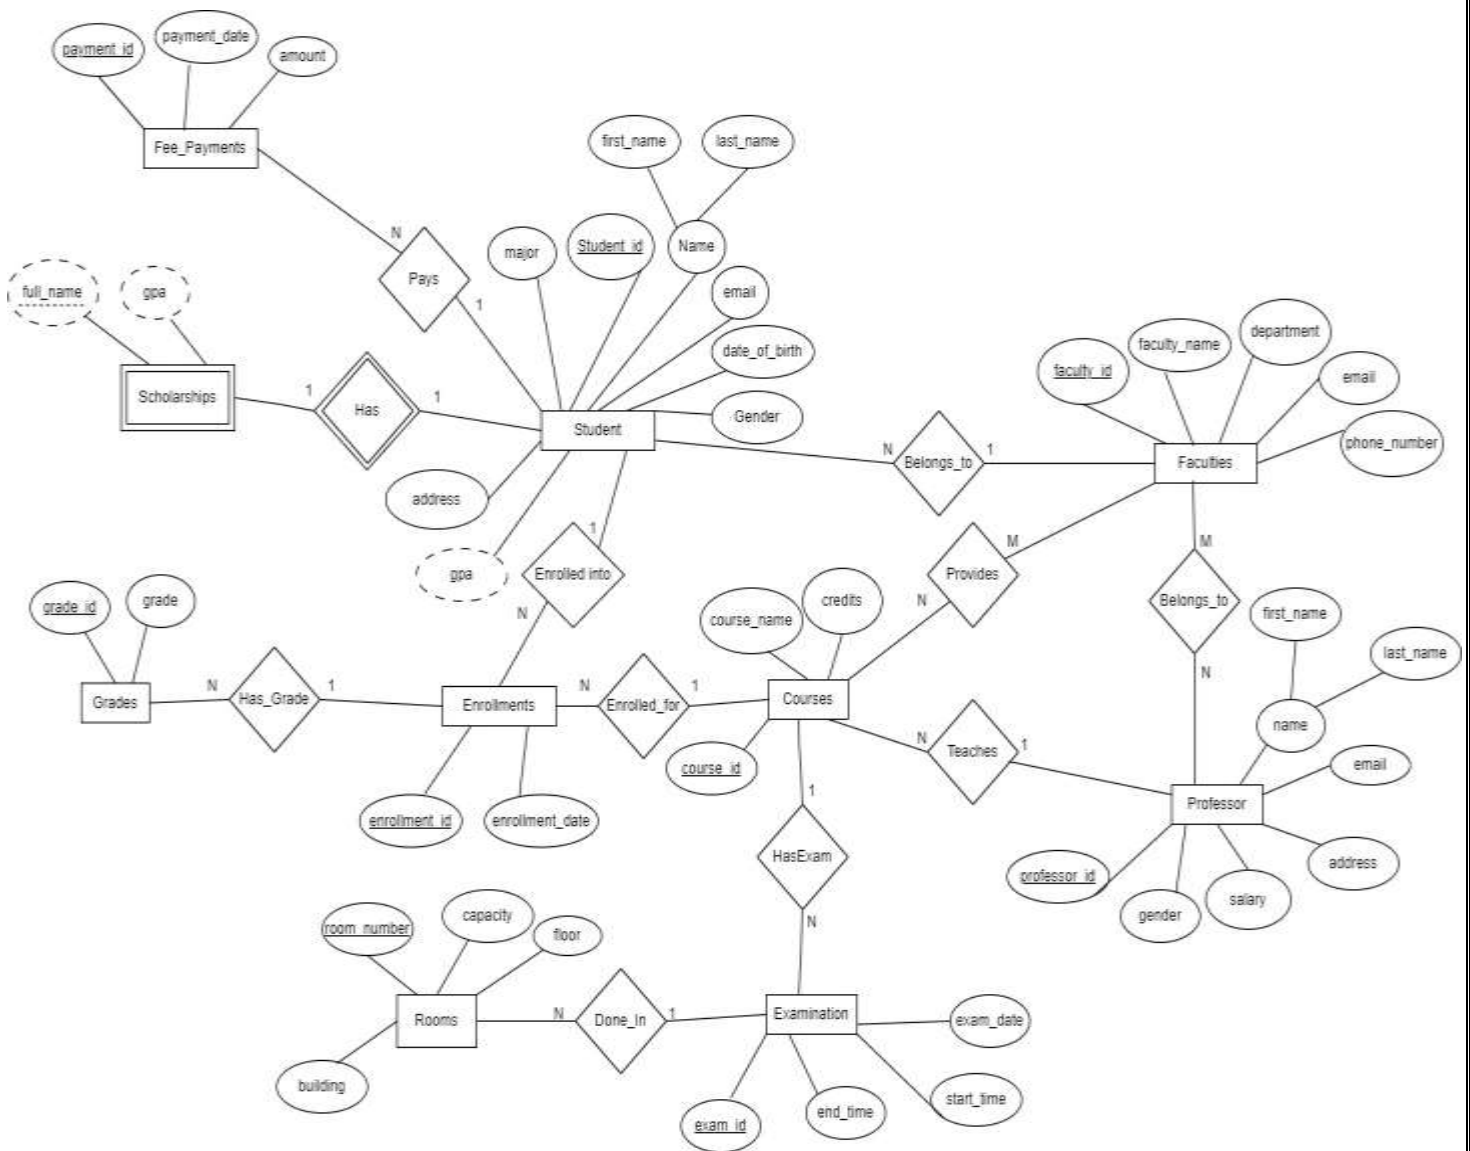 payment_id
payment_date
amount
Fee_Payments
first_name
last_name
N
Pays
1
major
Student_id
Name
email
date_of_birth
Gender
full_name
gpa
Scholarships
1
Has
1
Student
address
gpa
N
Belongs_to
1
faculty_id
faculty_name
department
email
phone_number
Faculties
1
Enrolled into
N
M
Provides
N
M
Belongs_to
N
grade_id
grade
Grades
N
Has_Grade
1
Enrollments
N
Enrolled_for
1
course_name
credits
Courses
course_id
enrollment_id
enrollment_date
N
Teaches
1
first_name
last_name
name
email
Professor
professor_id
gender
salary
address
1
HasExam
N
room_number
capacity
floor
Rooms
building
N
Done_In
1
Examination
exam_date
start_time
end_time
exam_id